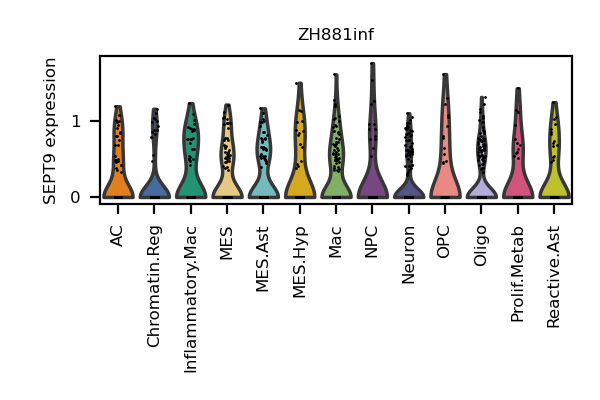 ZH881inf
SEPT9 expression
1
0
AC
Chromatin.Reg
Inflammatory.Mac
MES
MES.Ast
MES.Hyp
Mac
NPC
Neuron
OPC
Oligo
Prolif.Metab
Reactive.Ast